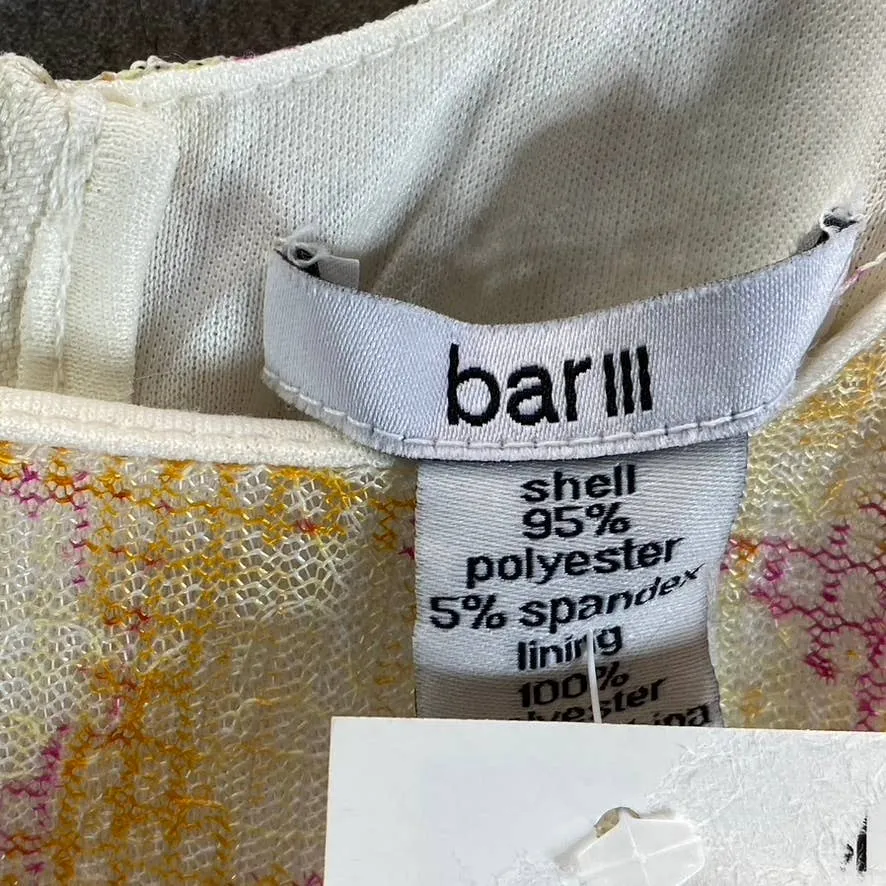 bar III
shell
95%
polyester
5% spandex
lining
100%